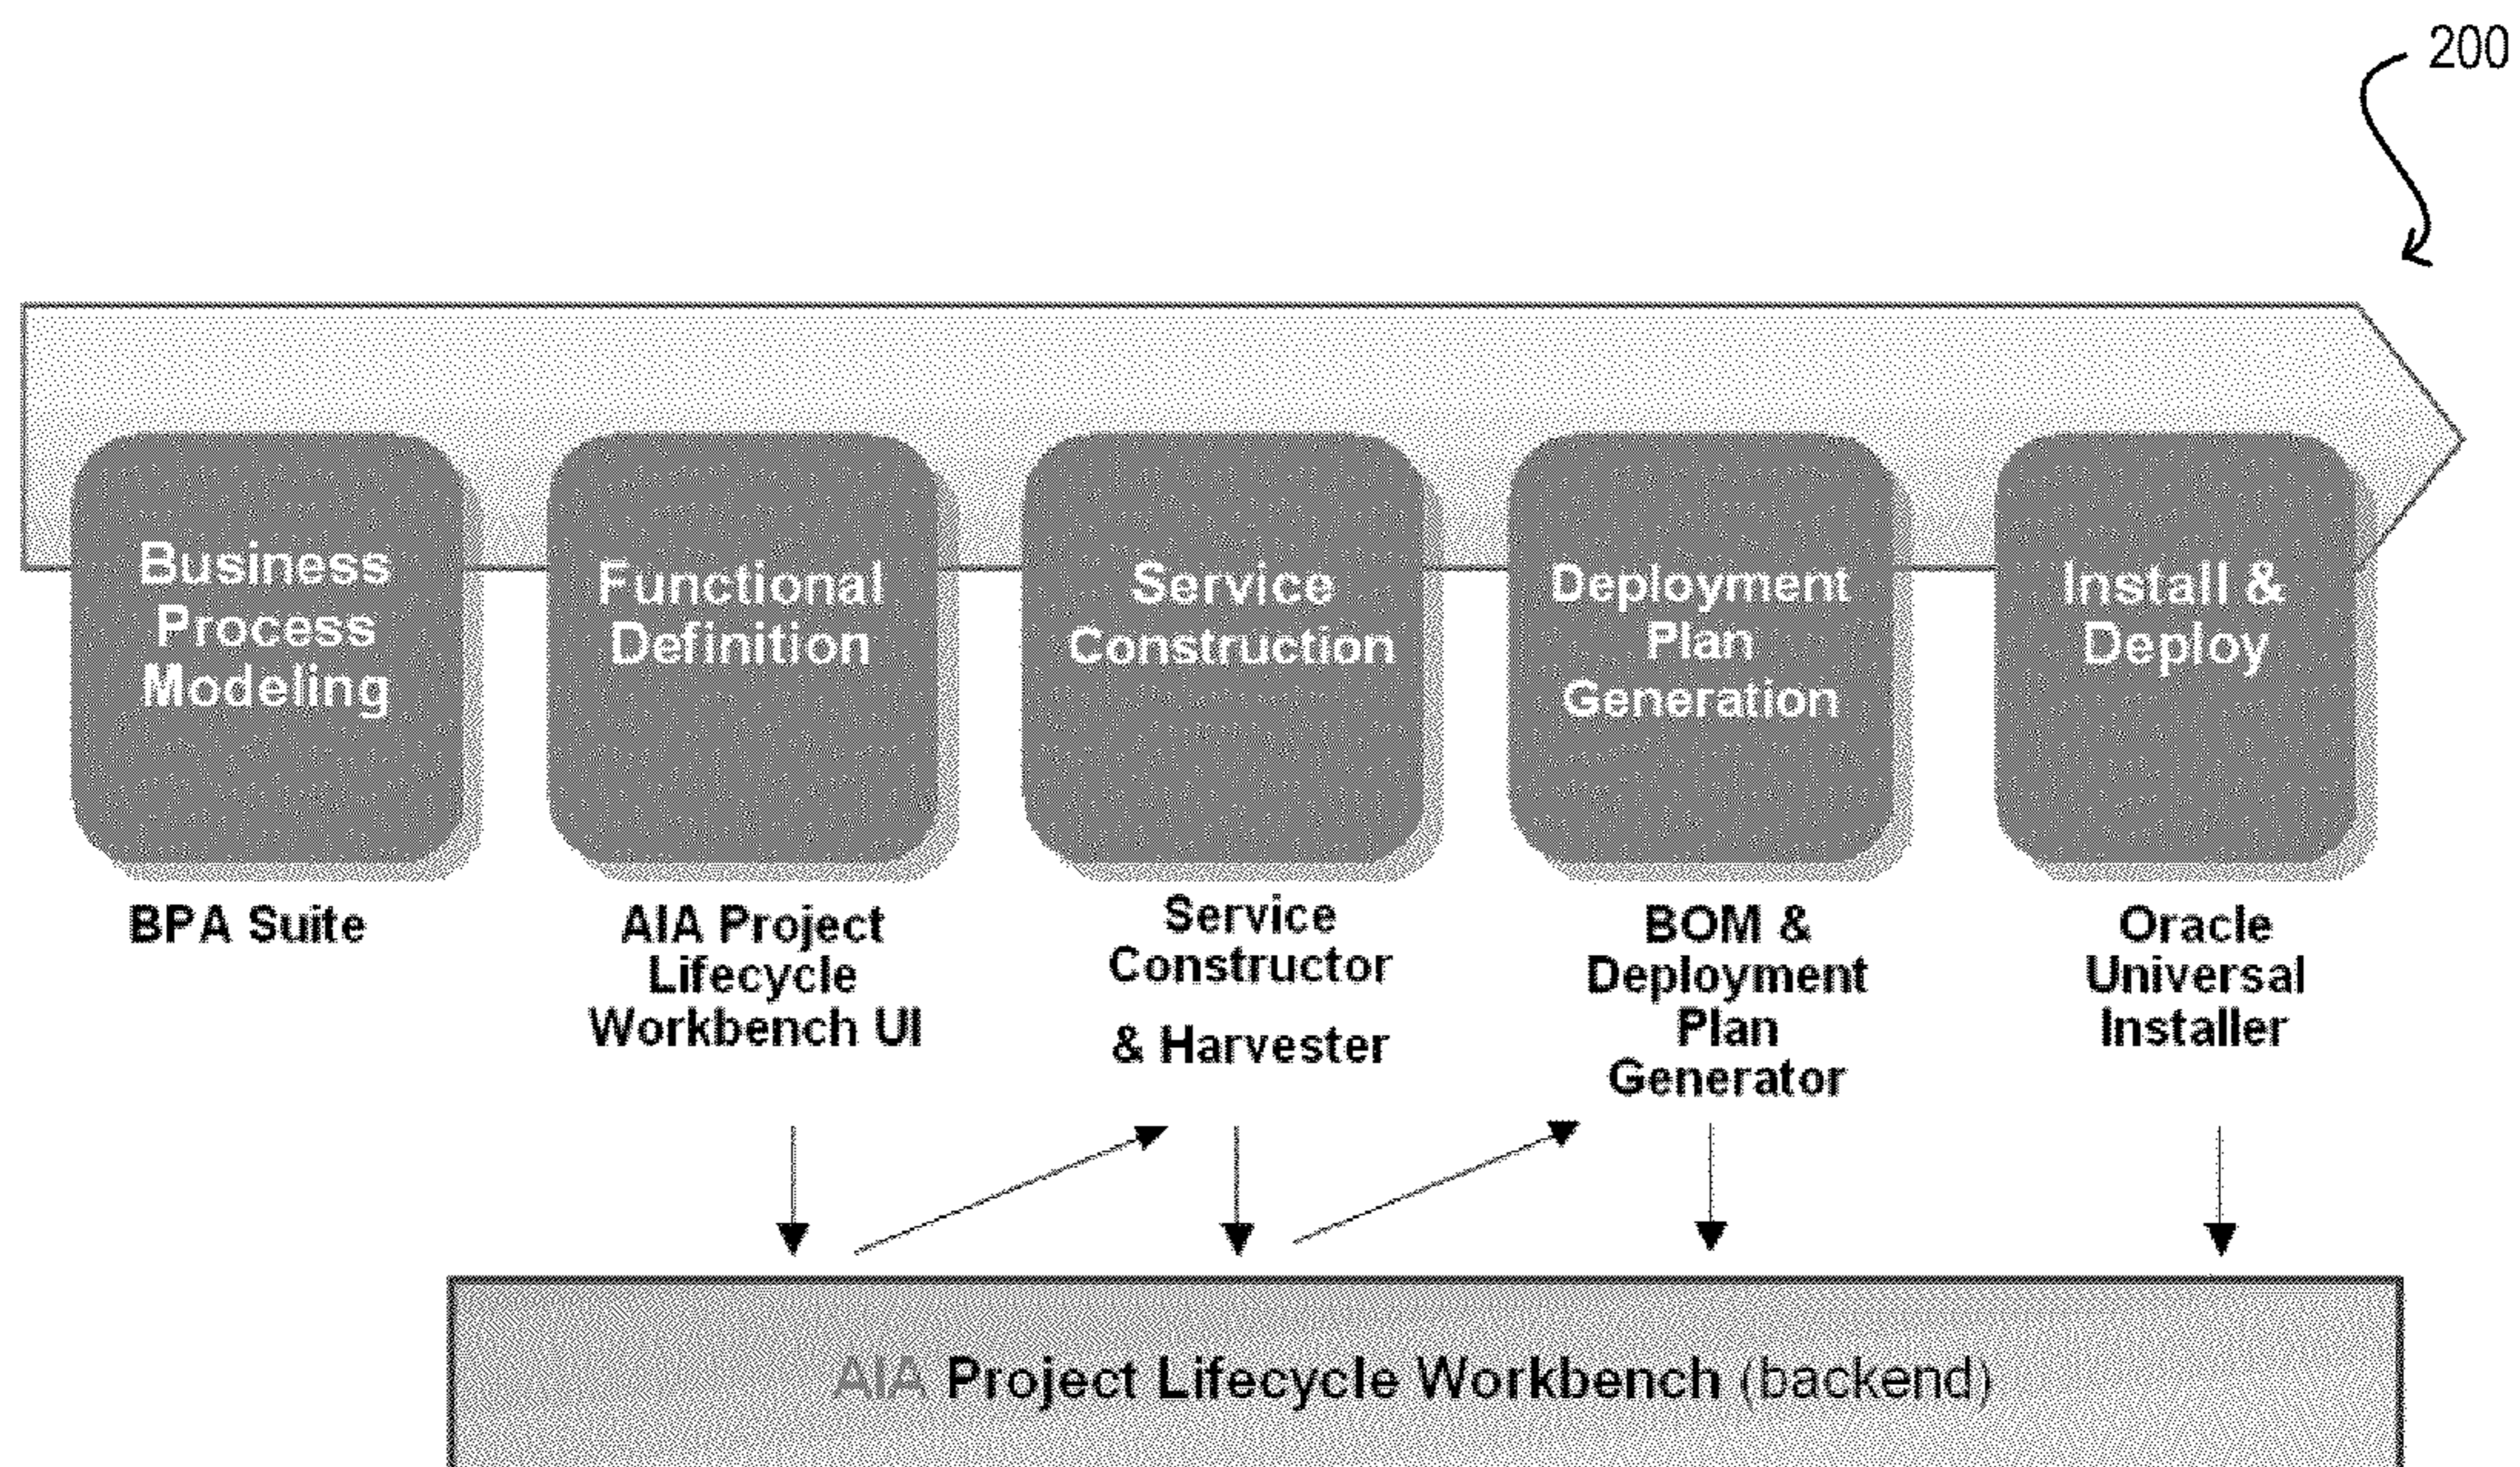 200
Business
Process
Modeling
Functional
Definition
Service
Construction
Deployment
Plan
Generation
Install &
Deploy
BPA Suite
AIA Project
Lifecycle
Workbench UI
Service
Constructor
& Harvester
BOM &
Deployment
Plan
Generator
Oracle
Universal
Installer
AIA Project Lifecycle Workbench (backend)